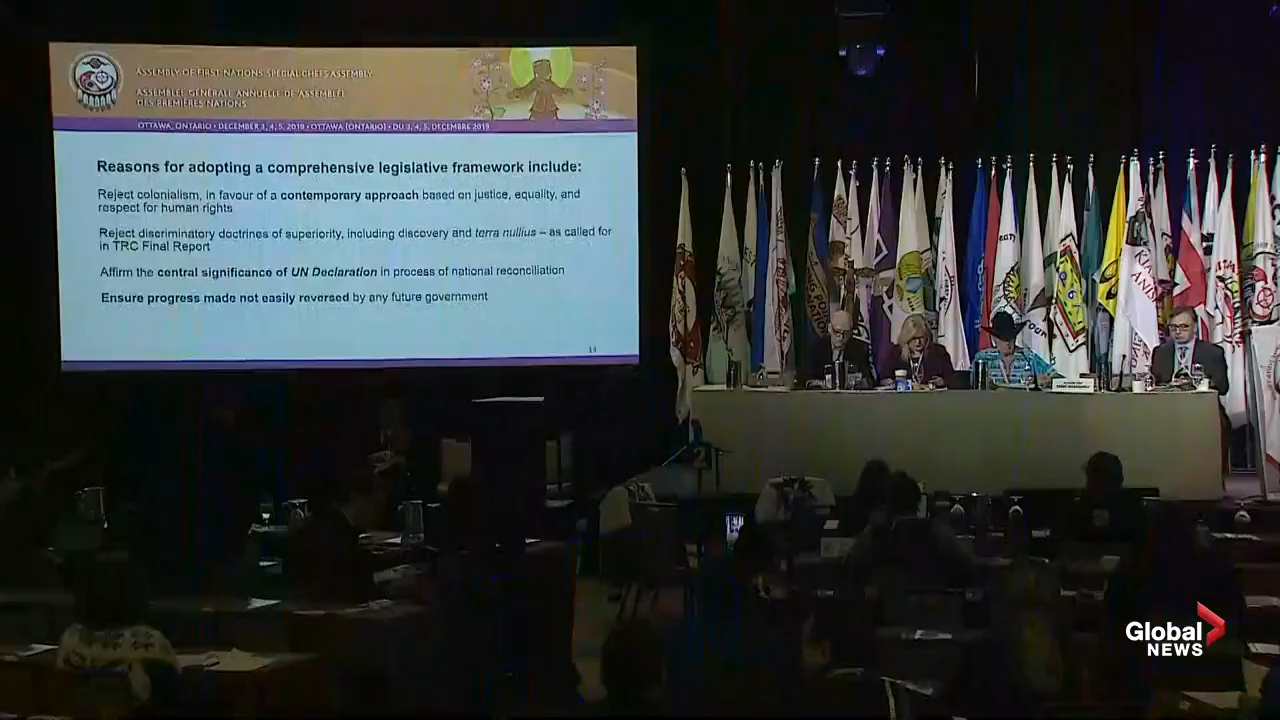 ASSEMBLY OF FIRST NATIONS SPECIAL CHIEFS ASSEMBLY
ASSEMBLÉE GÉNÉRALE ANNUELLE DE L'ASSEMBLÉE
DES PREMIÈRES NATIONS
OTTAWA, ONTARIO • DECEMBER 3, 4, 5, 2019 • OTTAWA (ONTARIO) • DU 3, 4, 5, DECEMBRE 2019
Reasons for adopting a comprehensive legislative framework include:
Reject colonialism, in favour of a contemporary approach based on justice, equality, and
respect for human rights
Reject discriminatory doctrines of superiority, including discovery and terra nullius – as called for
in TRC Final Report
Affirm the central significance of UN Declaration in process of national reconciliation
Ensure progress made not easily reversed by any future government
2
Global
NEWS